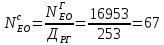 N^с_ЕО = N^Г_ЕО / Д_РГ = 16953 / 253 = 67